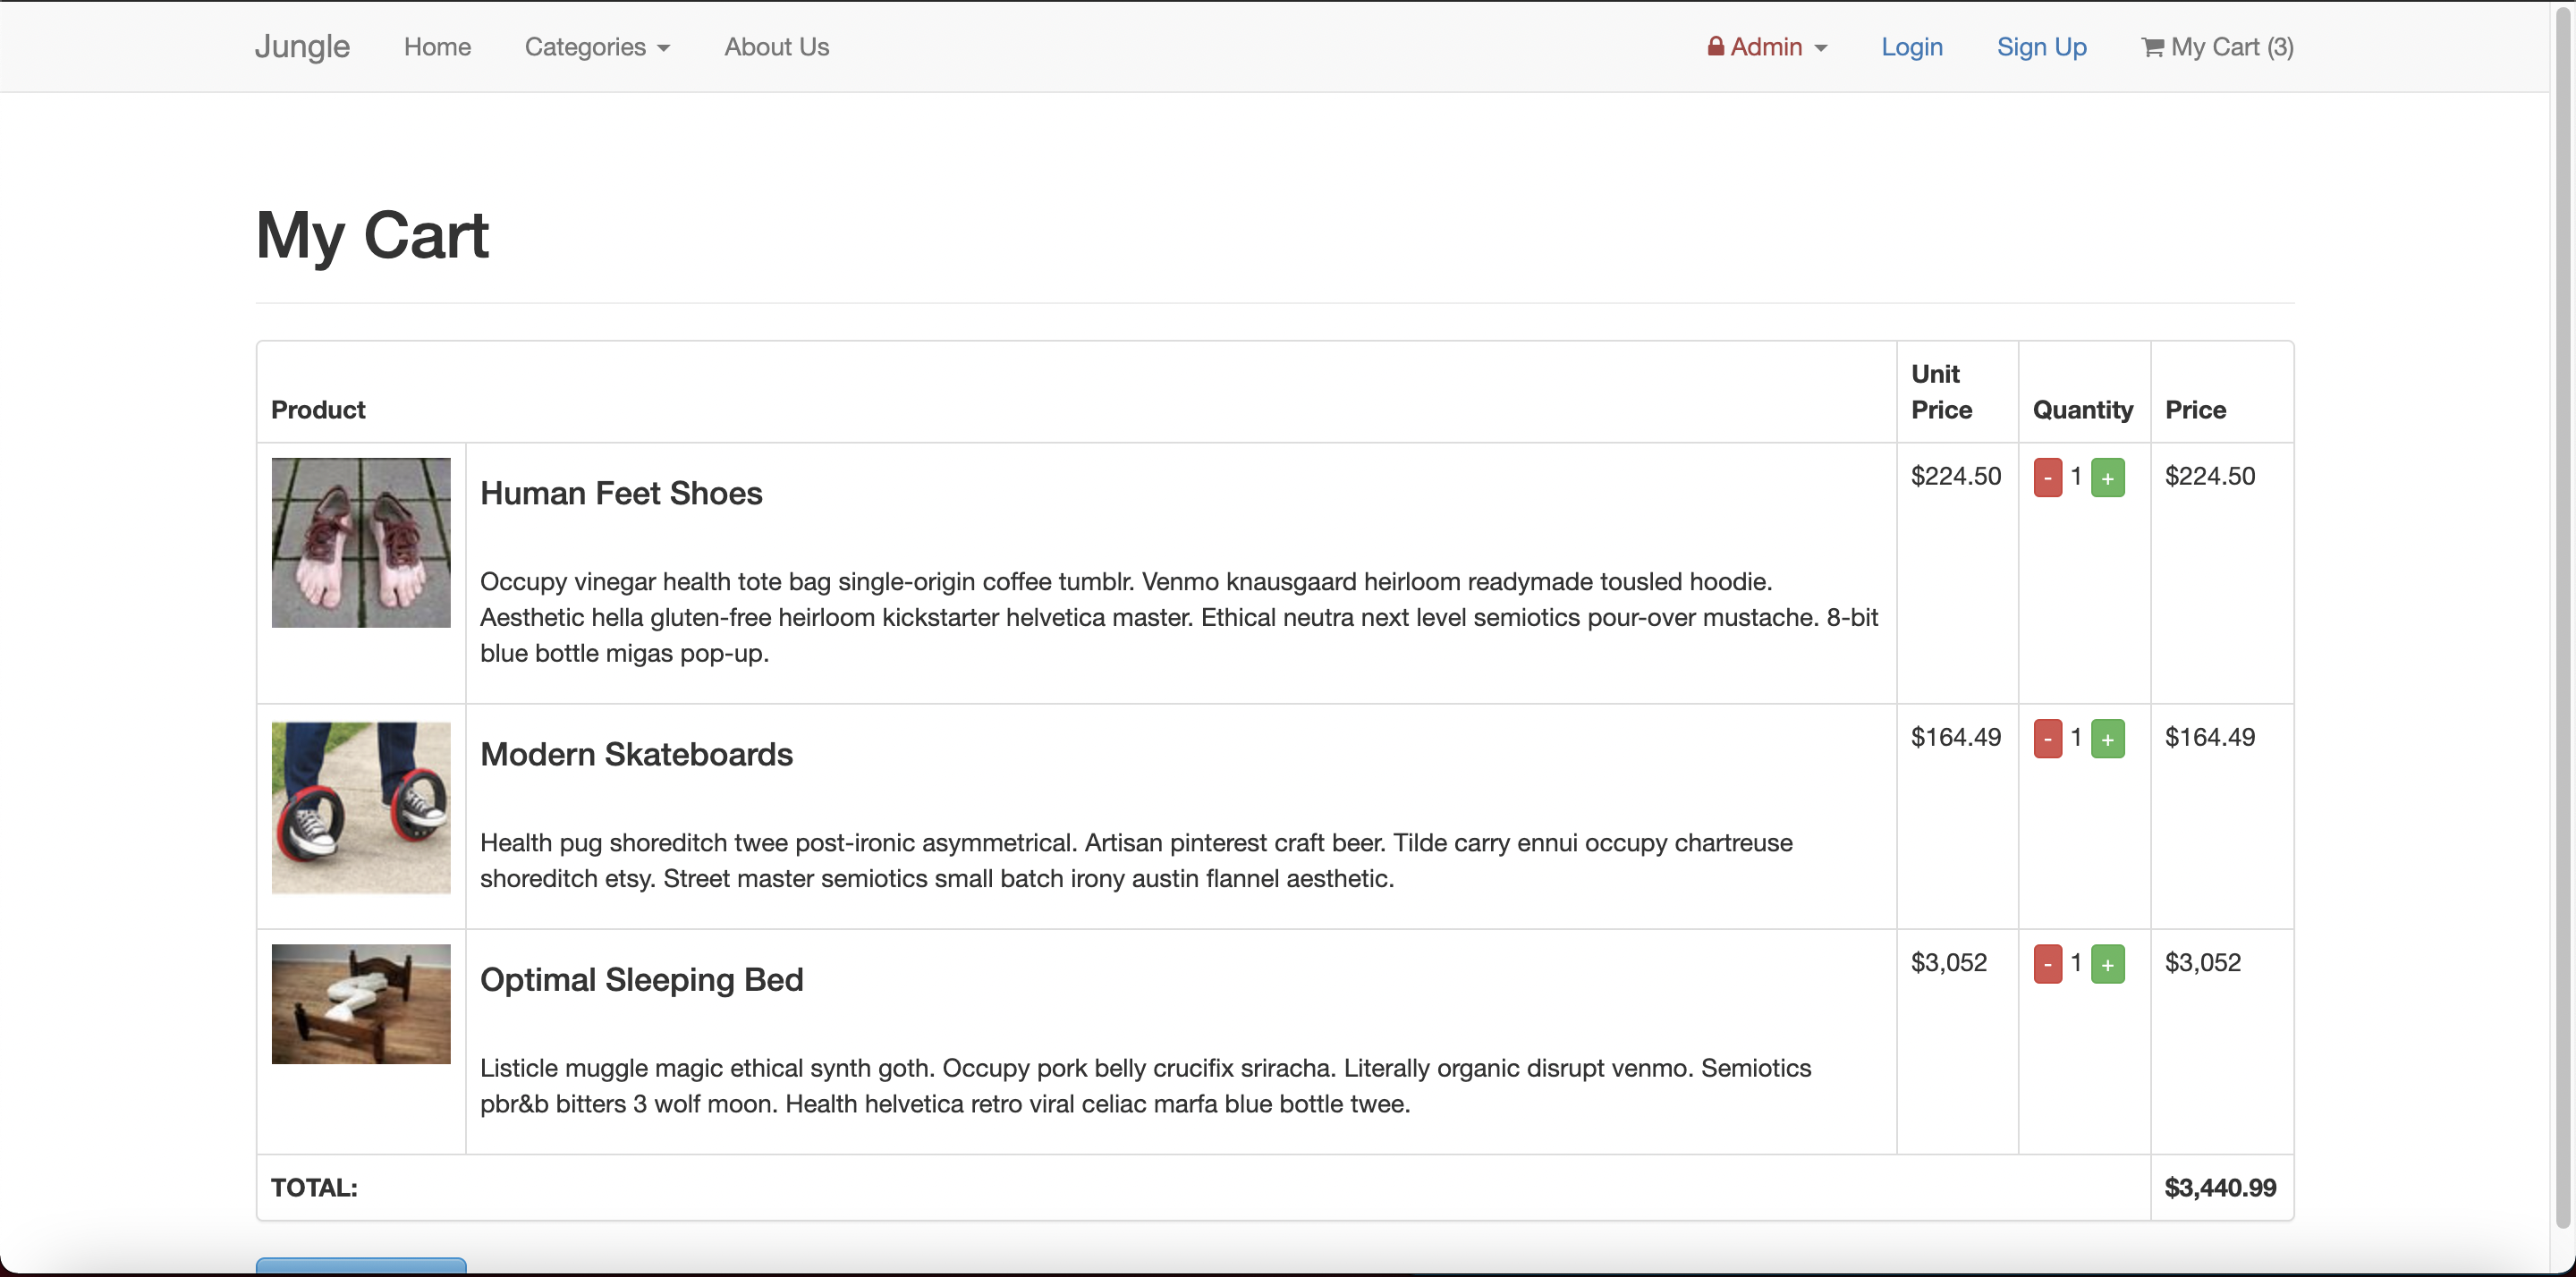 Jungle Home Categories About Us Admin Login Sign Up My Cart (3)
My Cart
Product Unit Price Quantity Price
Human Feet Shoes $224.50 - 1 + $224.50
Occupy vinegar health tote bag single-origin coffee tumblr. Venmo knausgaard heirloom readymade tousled hoodie.
Aesthetic hella gluten-free heirloom kickstarter helvetica master. Ethical neutra next level semiotics pour-over mustache. 8-bit
blue bottle migas pop-up.
Modern Skateboards $164.49 - 1 + $164.49
Health pug shoreditch twee post-ironic asymmetrical. Artisan pinterest craft beer. Tilde carry ennui occupy chartreuse
shoreditch etsy. Street master semiotics small batch irony austin flannel aesthetic.
Optimal Sleeping Bed $3,052 - 1 + $3,052
Listicle muggle magic ethical synth goth. Occupy pork belly crucifix sriracha. Literally organic disrupt venmo. Semiotics
pbr&b bitters 3 wolf moon. Health helvetica retro viral celiac marfa blue bottle twee.
TOTAL: $3,440.99